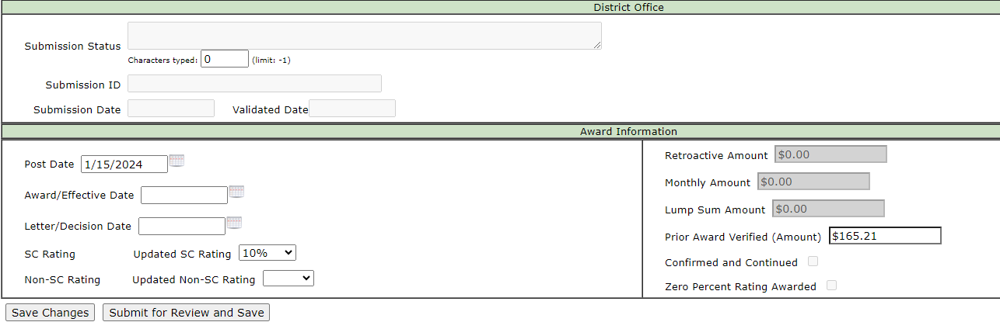 District Office
Submission Status
Characters typed: 0 (limit: -1)
Submission ID
Submission Date Validated Date
Award Information
Post Date 1/15/2024
Award/Effective Date
Letter/Decision Date
SC Rating Updated SC Rating 10%
Non-SC Rating Updated Non-SC Rating
Retroactive Amount $0.00
Monthly Amount $0.00
Lump Sum Amount $0.00
Prior Award Verified (Amount) $165.21
Confirmed and Continued
Zero Percent Rating Awarded
Save Changes Submit for Review and Save